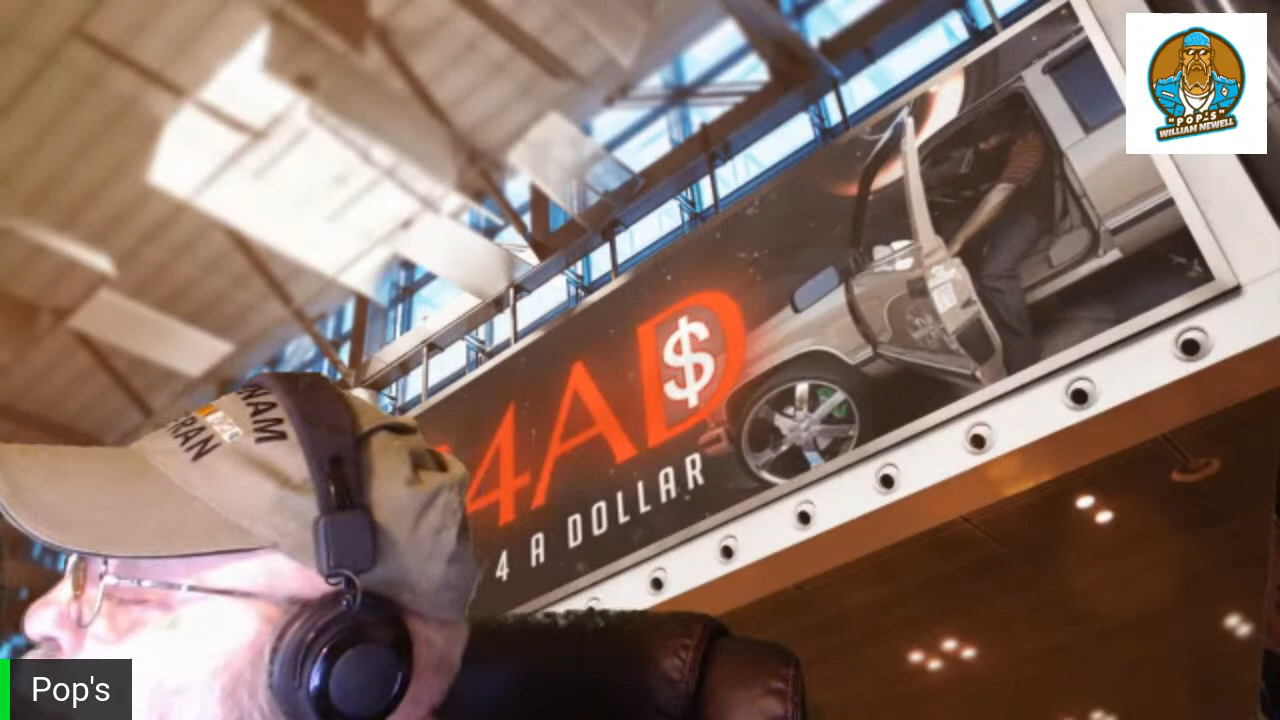 "POP'S"
WILLIAM NEWELL
4AD
$
4 A DOLLAR
NAM
RAN
Pop's